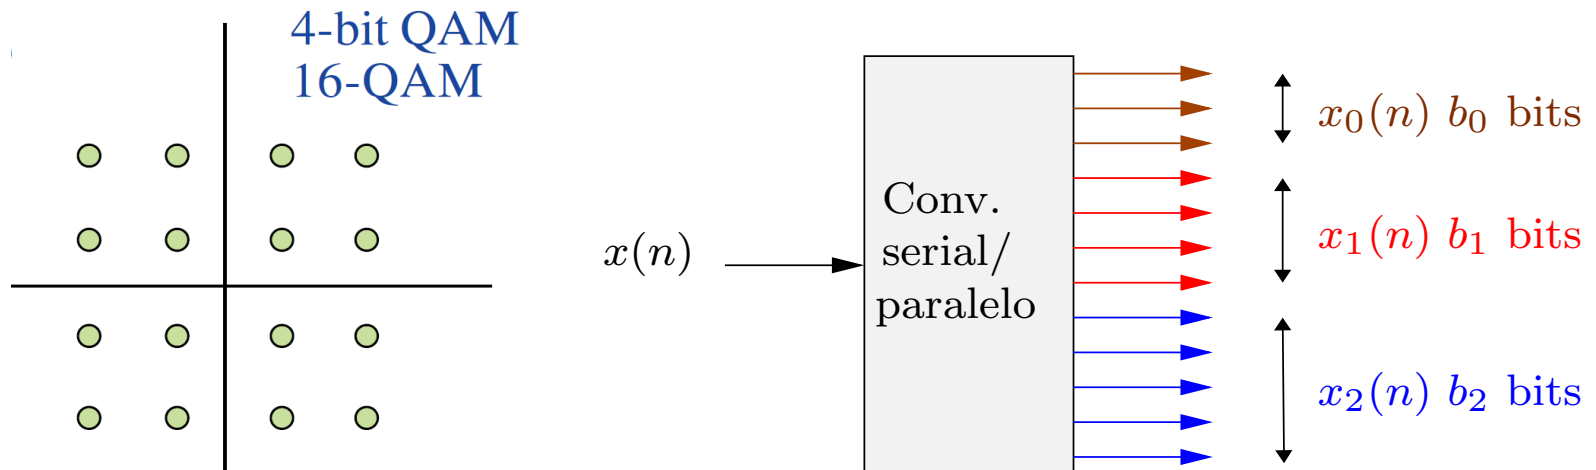 4-bit QAM
16-QAM
x(n)
Conv.
serial/
paralelo
x₀(n) b₀ bits
x₁(n) b₁ bits
x₂(n) b₂ bits